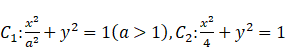 C₁:x²/a² + y² = 1(a > 1), C₂:x²/4 + y² = 1